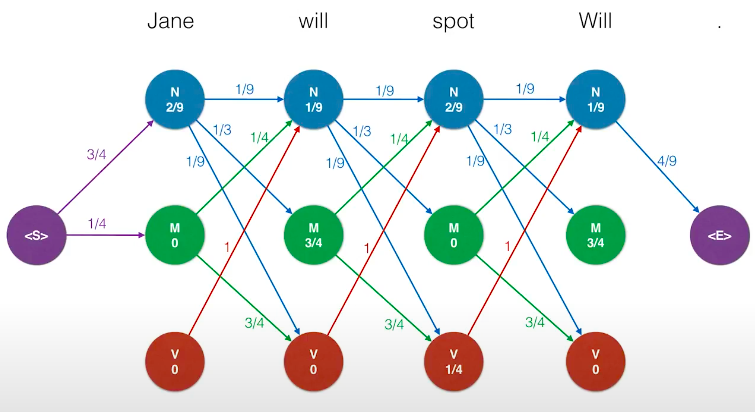 Jane will spot Will .
N 2/9 1/9 N 1/9 1/9 N 2/9 1/9 N 1/9
1/3 1/4 1/3 1/4 1/3 1/4
3/4 1/9 1/9 1/9 4/9
<S> 1/4 M 0 M 3/4 M 0 M 3/4 <E>
1 1 1
3/4 3/4 3/4
V 0 V 0 V 1/4 V 0